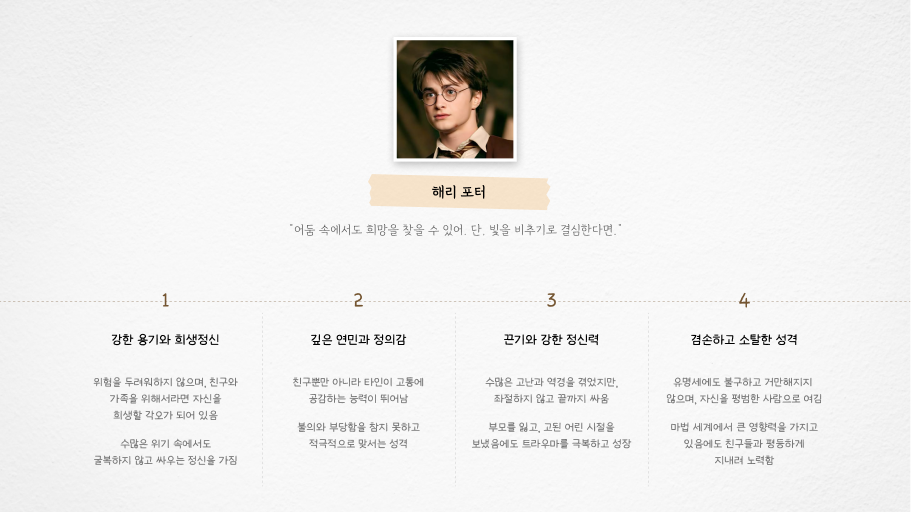 해리 포터
"어둠 속에서도 희망을 찾을 수 있어. 단, 빛을 비추기로 결심한다면."
1
강한 용기와 희생정신
위험을 두려워하지 않으며, 친구와
가족을 위해서라면 자신을
희생할 각오가 되어 있음
수많은 위기 속에서도
굴복하지 않고 싸우는 정신을 가짐
2
깊은 연민과 정의감
친구뿐만 아니라 타인이 고통에
공감하는 능력이 뛰어남
불의와 부당함을 참지 못하고
적극적으로 맞서는 성격
3
끈기와 강한 정신력
수많은 고난과 역경을 겪었지만,
좌절하지 않고 끝까지 싸움
부모를 잃고, 고된 어린 시절을
보냈음에도 트라우마를 극복하고 성장
4
겸손하고 소탈한 성격
유명세에도 불구하고 거만해지지
않으며, 자신을 평범한 사람으로 여김
마법 세계에서 큰 영향력을 가지고
있음에도 친구들과 평등하게
지내려 노력함